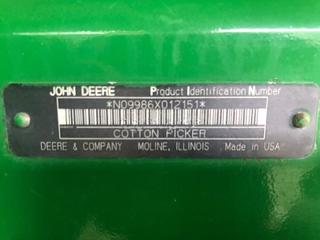 JOHN DEERE Product Identification Number
*N09986X012151*
COTTON PICKER
DEERE & COMPANY MOLINE, ILLINOIS Made in USA